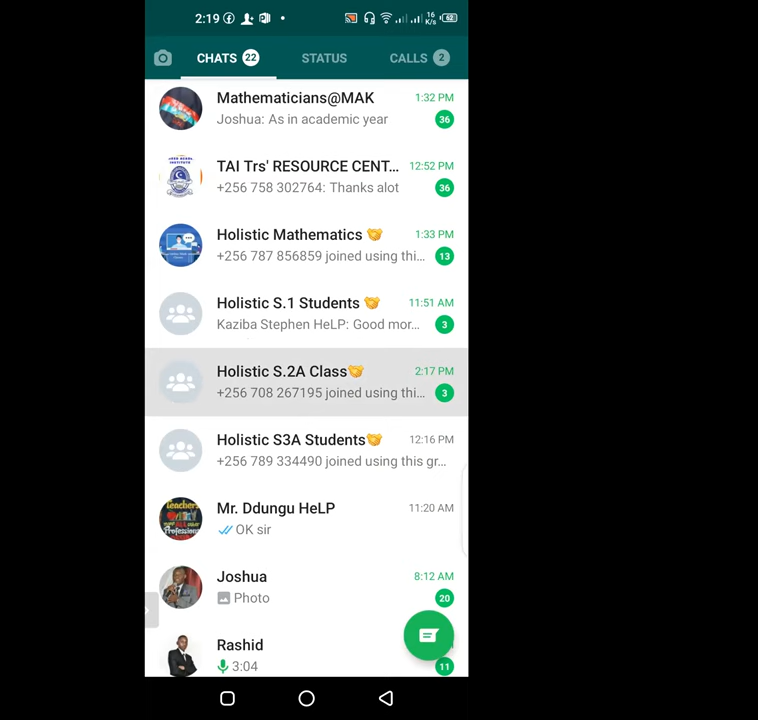 2:19 16 K/s 62
CHATS 22 STATUS CALLS 2
Mathematicians@MAK 1:32 PM
Joshua: As in academic year 36
TAI Trs' RESOURCE CENT... 12:52 PM
+256 758 302764: Thanks alot 36
Holistic Mathematics 🤝 1:33 PM
+256 787 856859 joined using thi... 13
Holistic S.1 Students 🤝 11:51 AM
Kaziba Stephen HeLP: Good mor... 3
Holistic S.2A Class🤝 2:17 PM
+256 708 267195 joined using thi... 3
Holistic S3A Students🤝 12:16 PM
+256 789 334490 joined using this gr...
Mr. Ddungu HeLP 11:20 AM
OK sir
Joshua 8:12 AM
Photo 20
Rashid
3:04 11